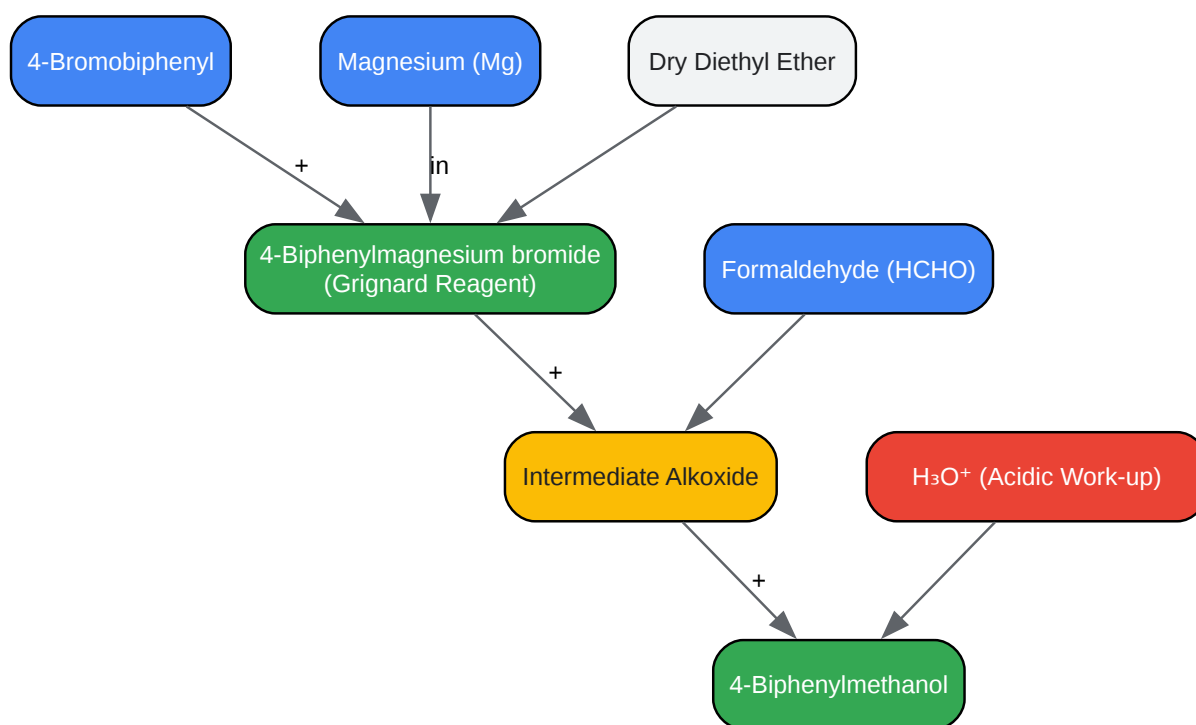 4-Bromobiphenyl
Magnesium (Mg)
Dry Diethyl Ether
+
in
4-Biphenylmagnesium bromide
(Grignard Reagent)
Formaldehyde (HCHO)
+
Intermediate Alkoxide
H₃O⁺ (Acidic Work-up)
+
4-Biphenylmethanol